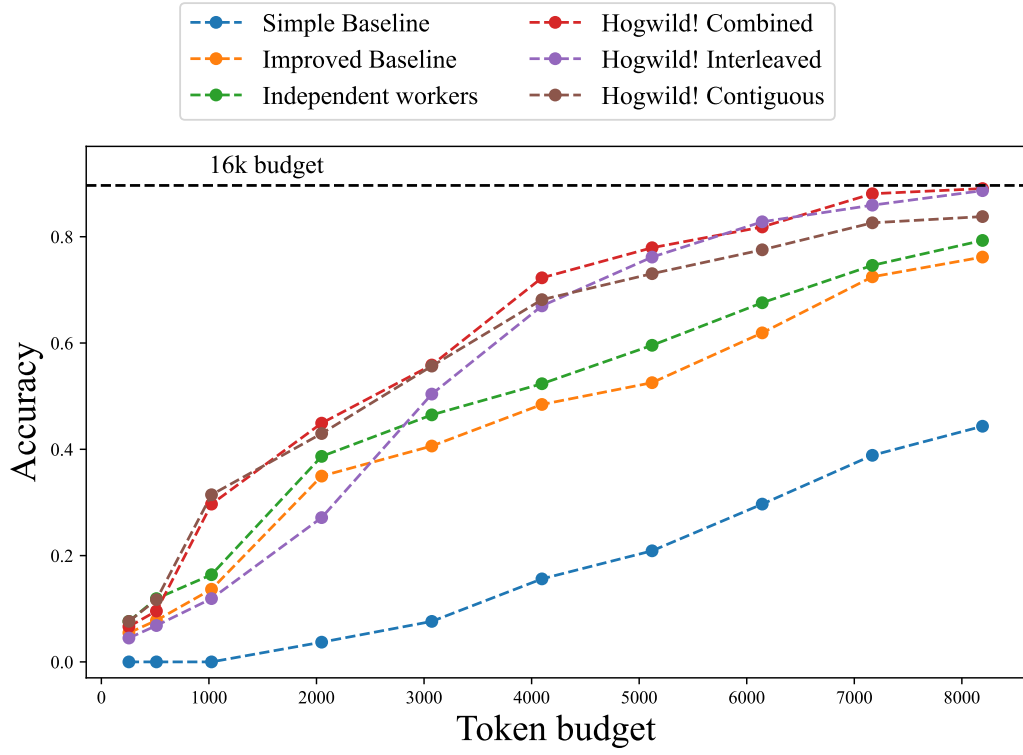 Simple Baseline
Improved Baseline
Independent workers
Hogwild! Combined
Hogwild! Interleaved
Hogwild! Contiguous
16k budget
Accuracy
0.8
0.6
0.4
0.2
0.0
0 1000 2000 3000 4000 5000 6000 7000 8000
Token budget